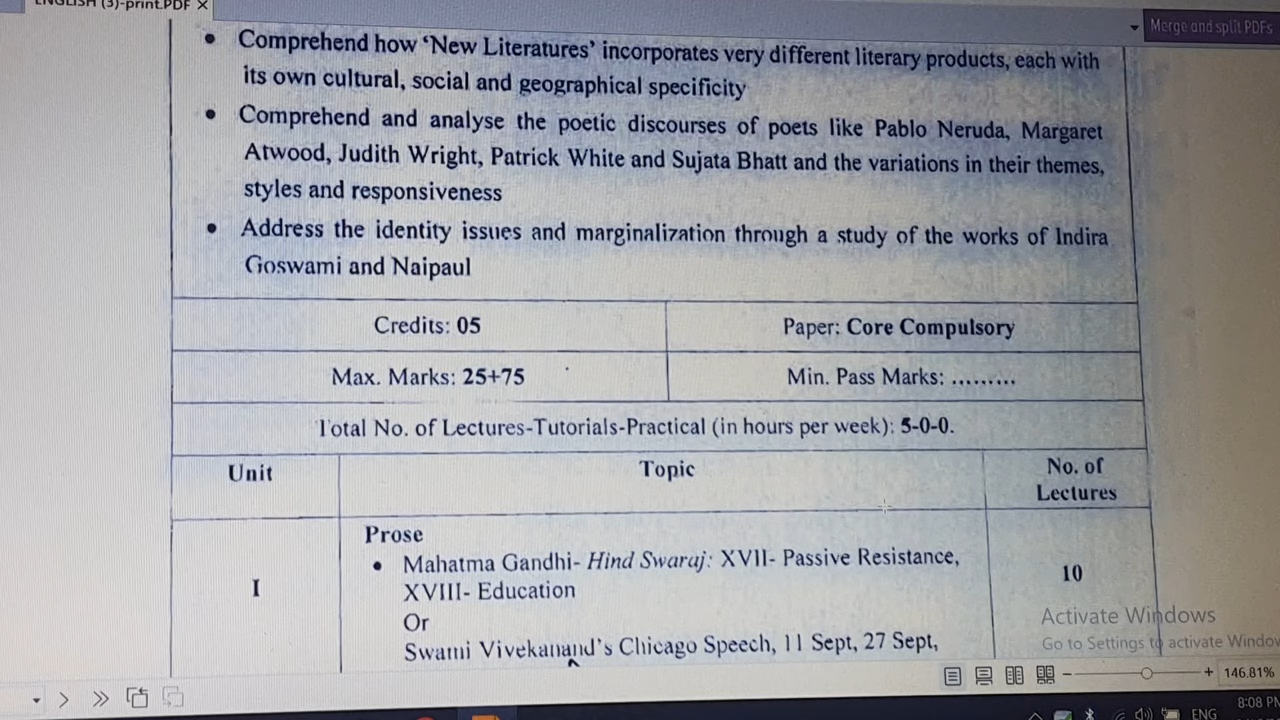 (3)-print.PDF ×
Merge and split PDFs
• Comprehend how ‘New Literatures’ incorporates very different literary products, each with
its own cultural, social and geographical specificity
• Comprehend and analyse the poetic discourses of poets like Pablo Neruda, Margaret
Atwood, Judith Wright, Patrick White and Sujata Bhatt and the variations in their themes,
styles and responsiveness
• Address the identity issues and marginalization through a study of the works of Indira
Goswami and Naipaul
Credits: 05
Paper: Core Compulsory
Max. Marks: 25+75
Min. Pass Marks: .........
Total No. of Lectures-Tutorials-Practical (in hours per week): 5-0-0.
Unit
Topic
No. of
Lectures
Prose
• Mahatma Gandhi- Hind Swaraj: XVII- Passive Resistance,
XVIII- Education
I
10
Or
Swami Vivekanand’s Chicago Speech, 11 Sept, 27 Sept,
Activate Windows
Go to Settings to activate Window
146.81%
8:08 PM
ENG